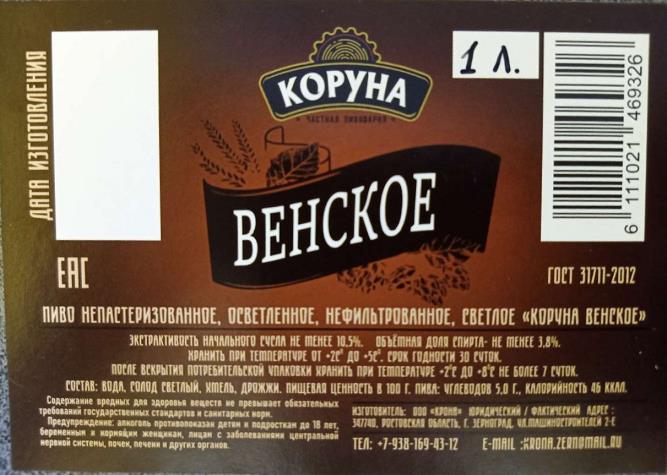 ДАТА ИЗГОТОВЛЕНИЯ
КОРУНА
ЧАСТНАЯ ПИВОВАРНЯ
1 Л.
6 111021 469326
ВЕНСКОЕ
ЕАС
ГОСТ 31711-2012
ПИВО НЕПАСТЕРИЗОВАННОЕ, ОСВЕТЛЕННОЕ, НЕФИЛЬТРОВАННОЕ, СВЕТЛОЕ «КОРУНА ВЕНСКОЕ»
ЭКСТРАКТИВНОСТЬ НАЧАЛЬНОГО СУСЛА НЕ МЕНЕЕ 10,5%. ОБЪЁМНАЯ ДОЛЯ СПИРТА- НЕ МЕНЕЕ 3,8%.
ХРАНИТЬ ПРИ ТЕМПЕРАТУРЕ ОТ +2С° ДО +5С°. СРОК ГОДНОСТИ 30 СУТОК.
ПОСЛЕ ВСКРЫТИЯ ПОТРЕБИТЕЛЬСКОЙ УПАКОВКИ ХРАНИТЬ ПРИ ТЕМПЕРАТУРЕ +2°С ДО +8°С НЕ БОЛЕЕ 7 СУТОК.
СОСТАВ: ВОДА, СОЛОД СВЕТЛЫЙ, ХМЕЛЬ, ДРОЖЖИ. ПИЩЕВАЯ ЦЕННОСТЬ В 100 Г. ПИВА: УГЛЕВОДОВ 5,0 Г., КАЛОРИЙНОСТЬ 46 ККАЛ.
Содержание вредных для здоровья веществ не превышает обязательных
требований государственных стандартов и санитарных норм.
Предупреждение: алкоголь противопоказан детям и подросткам до 18 лет,
беременным и кормящим женщинам, лицам с заболеваниями центральной
нервной системы, почек, печени и других органов.
ИЗГОТОВИТЕЛЬ: ООО «КРОНА» ЮРИДИЧЕСКИЙ / ФАКТИЧЕСКИЙ АДРЕС :
347740, РОСТОВСКАЯ ОБЛАСТЬ, Г. ЗЕРНОГРАД, УЛ.МАШИНОСТРОИТЕЛЕЙ 2-Е
ТЕЛ: +7-938-169-43-12 E-MAIL :KRONA.ZERN@MAIL.RU